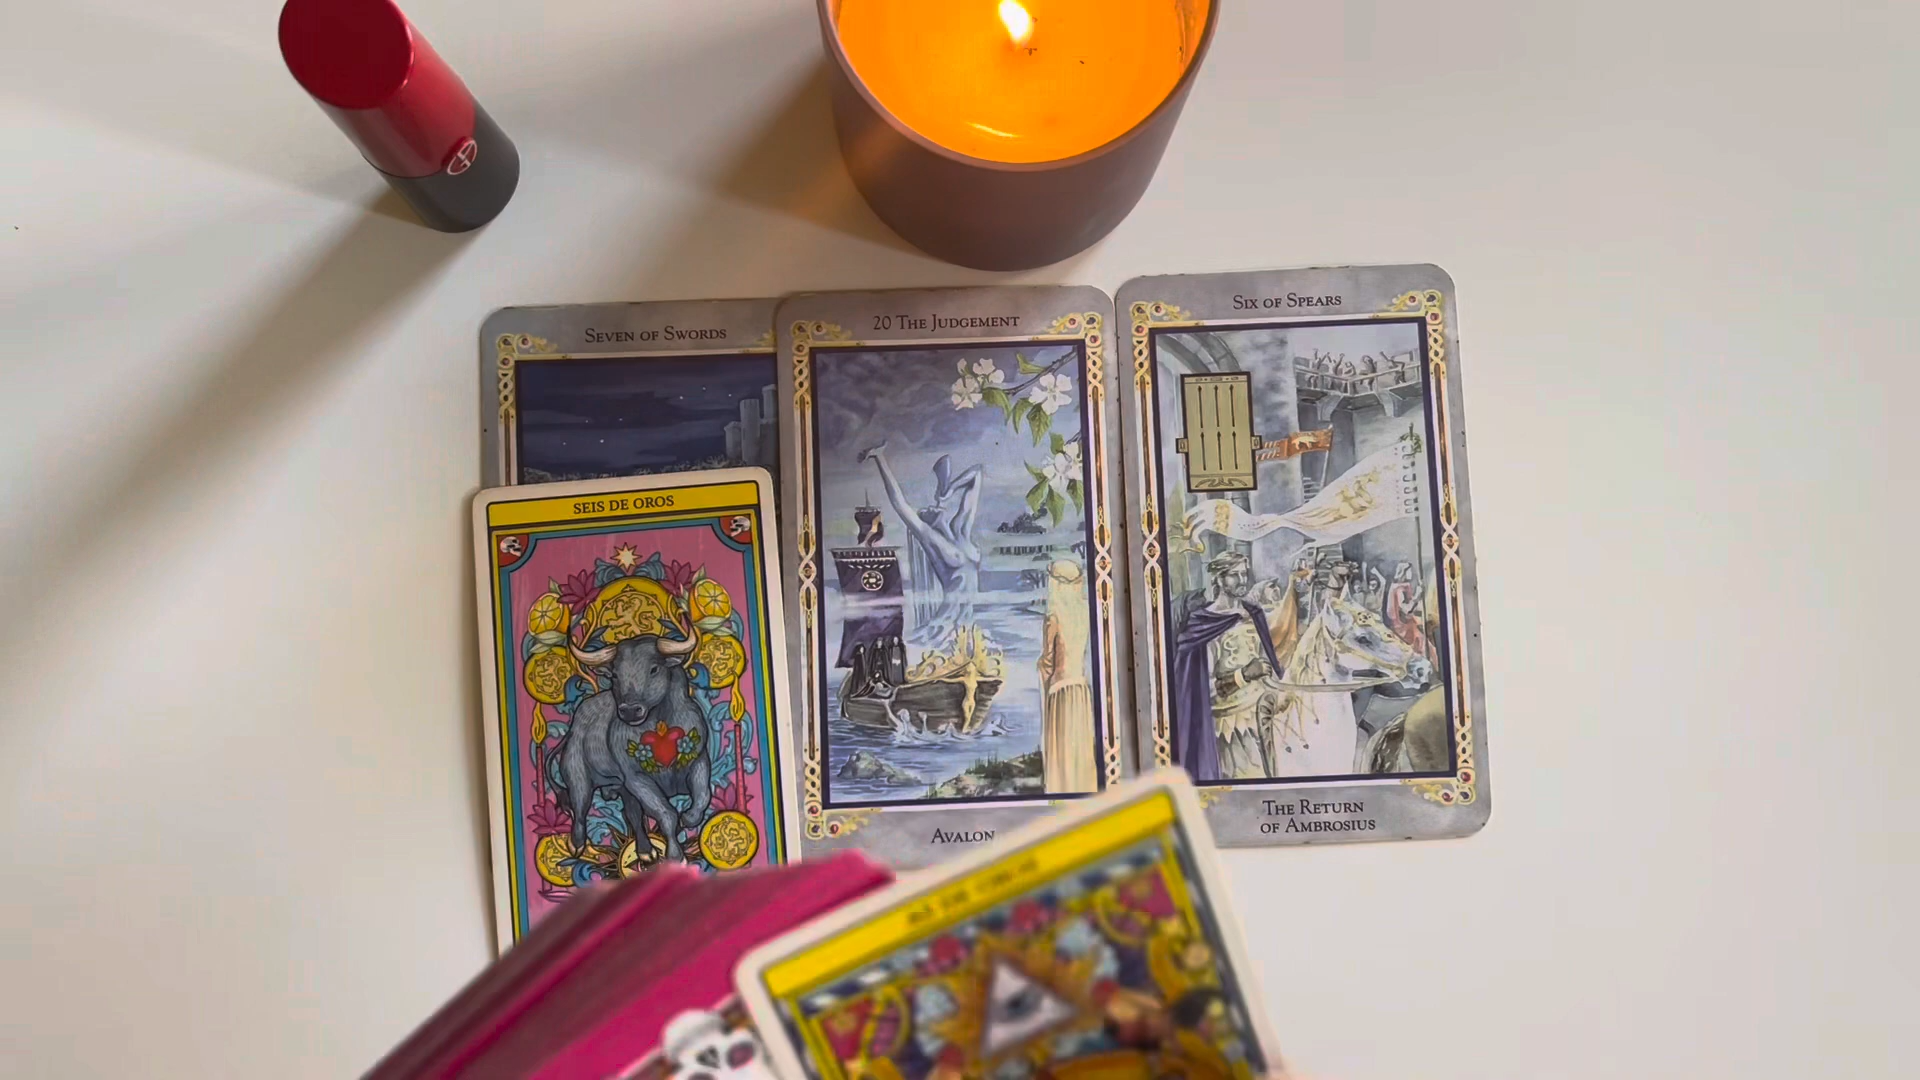 Seven of Swords
20 The Judgement
Six of Spears
SEIS DE OROS
The Return
of Ambrosius
Avalon